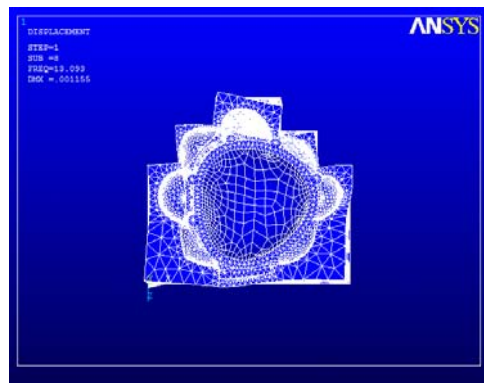 1
ANSYS
DISPLACEMENT
STEP=1
SUB =8
FREQ=13.093
DMX =.001155